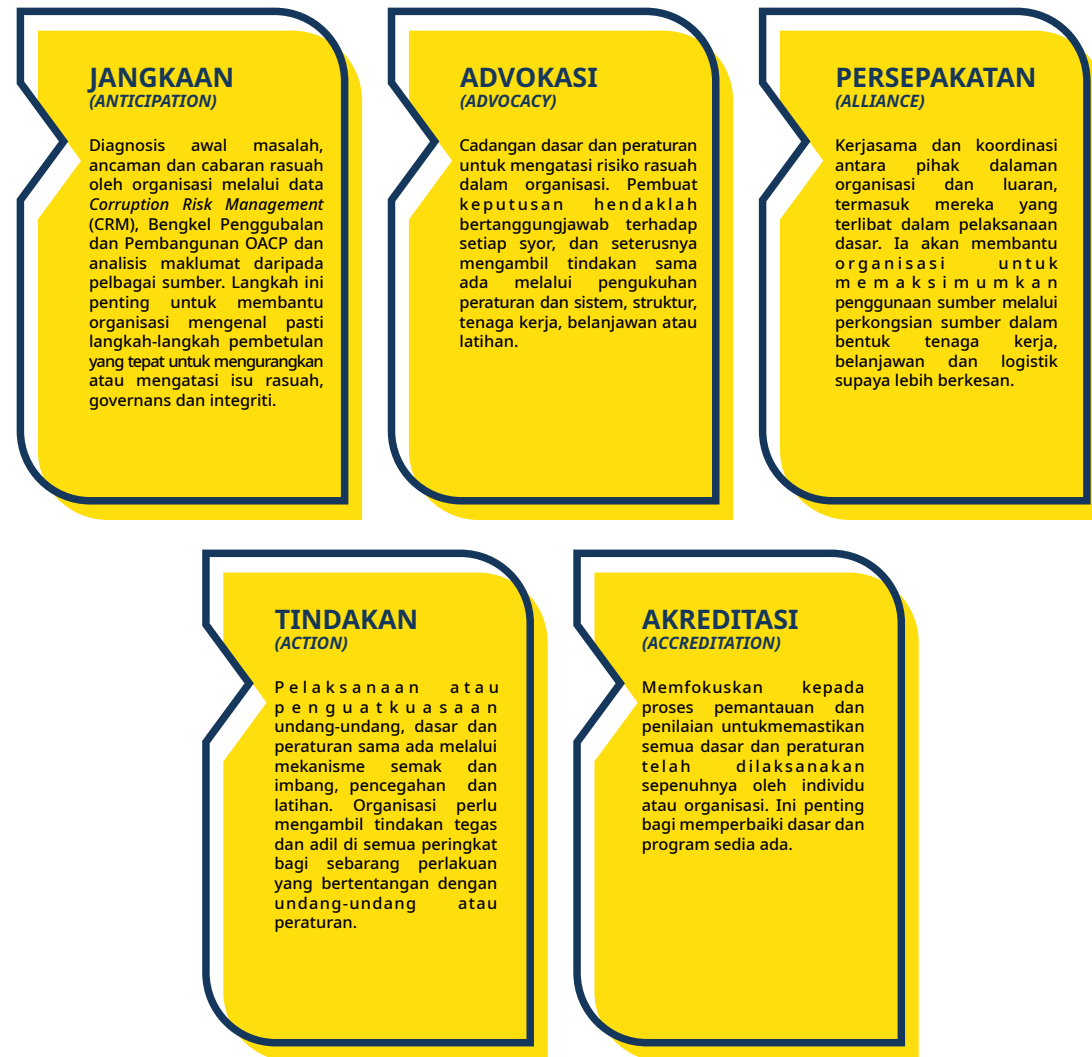 JANGKAAN
(ANTICIPATION)
Diagnosis awal masalah,
ancaman dan cabaran rasuah
oleh organisasi melalui data
Corruption Risk Management
(CRM), Bengkel Penggubalan
dan Pembangunan OACP dan
analisis maklumat daripada
pelbagai sumber. Langkah ini
penting untuk membantu
organisasi mengenal pasti
langkah-langkah pembetulan
yang tepat untuk mengurangkan
atau mengatasi isu rasuah,
governans dan integriti.
ADVOKASI
(ADVOCACY)
Cadangan dasar dan peraturan
untuk mengatasi risiko rasuah
dalam organisasi. Pembuat
keputusan hendaklah
bertanggungjawab terhadap
setiap syor, dan seterusnya
mengambil tindakan sama
ada melalui pengukuhan
peraturan dan sistem, struktur,
tenaga kerja, belanjawan atau
latihan.
PERSEPAKATAN
(ALLIANCE)
Kerjasama dan koordinasi
antara pihak dalaman
organisasi dan luaran,
termasuk mereka yang
terlibat dalam pelaksanaan
dasar. Ia akan membantu
organisasi untuk
memaksimumkan
penggunaan sumber melalui
perkongsian sumber dalam
bentuk tenaga kerja,
belanjawan dan logistik
supaya lebih berkesan.
TINDAKAN
(ACTION)
Pelaksanaan atau
penguatkuasaan
undang-undang, dasar dan
peraturan sama ada melalui
mekanisme semak dan
imbang, pencegahan dan
latihan. Organisasi perlu
mengambil tindakan tegas
dan adil di semua peringkat
bagi sebarang perlakuan
yang bertentangan dengan
undang-undang atau
peraturan.
AKREDITASI
(ACCREDITATION)
Memfokuskan kepada
proses pemantauan dan
penilaian untukmemastikan
semua dasar dan peraturan
telah dilaksanakan
sepenuhnya oleh individu
atau organisasi. Ini penting
bagi memperbaiki dasar dan
program sedia ada.